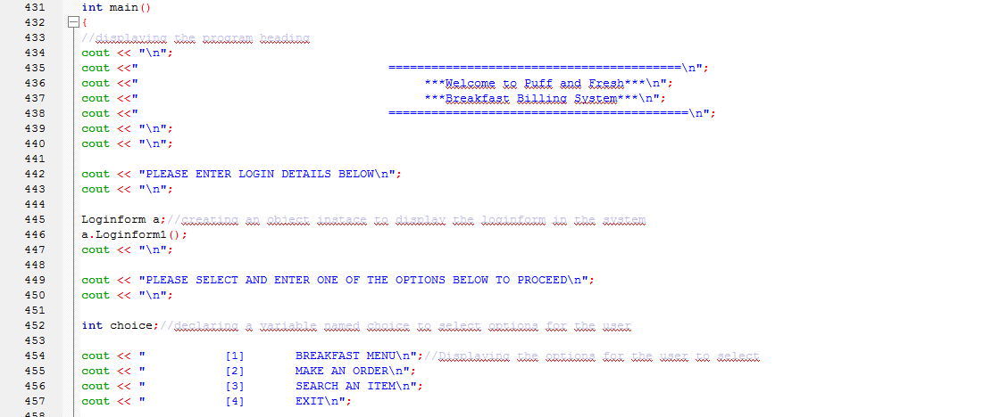 431 int main()
432 {
433 //displaying the program heading
434 cout << "\n";
435 cout <<" =========================================\n";
436 cout <<" ***Welcome to Puff and Fresh***\n";
437 cout <<" ***Breakfast Billing System***\n";
438 cout <<" ==========================================\n";
439 cout << "\n";
440 cout << "\n";
441
442 cout << "PLEASE ENTER LOGIN DETAILS BELOW\n";
443 cout << "\n";
444
445 Loginform a;//creating an object instace to display the loginform in the system
446 a.Loginform1();
447 cout << "\n";
448
449 cout << "PLEASE SELECT AND ENTER ONE OF THE OPTIONS BELOW TO PROCEED\n";
450 cout << "\n";
451
452 int choice;//declaring a variable named choice to select options for the user
453
454 cout << " [1] BREAKFAST MENU\n";//Displaying the options for the user to select
455 cout << " [2] MAKE AN ORDER\n";
456 cout << " [3] SEARCH AN ITEM\n";
457 cout << " [4] EXIT\n";
458